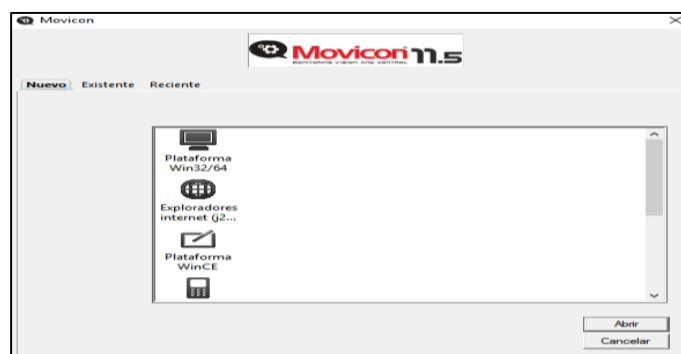 Movicon
Movicon 11.5
MONITORING VISION AND CONTROL
Nuevo Existente Reciente
Plataforma
Win32/64
Exploradores
internet (j2...
Plataforma
WinCE
Abrir
Cancelar